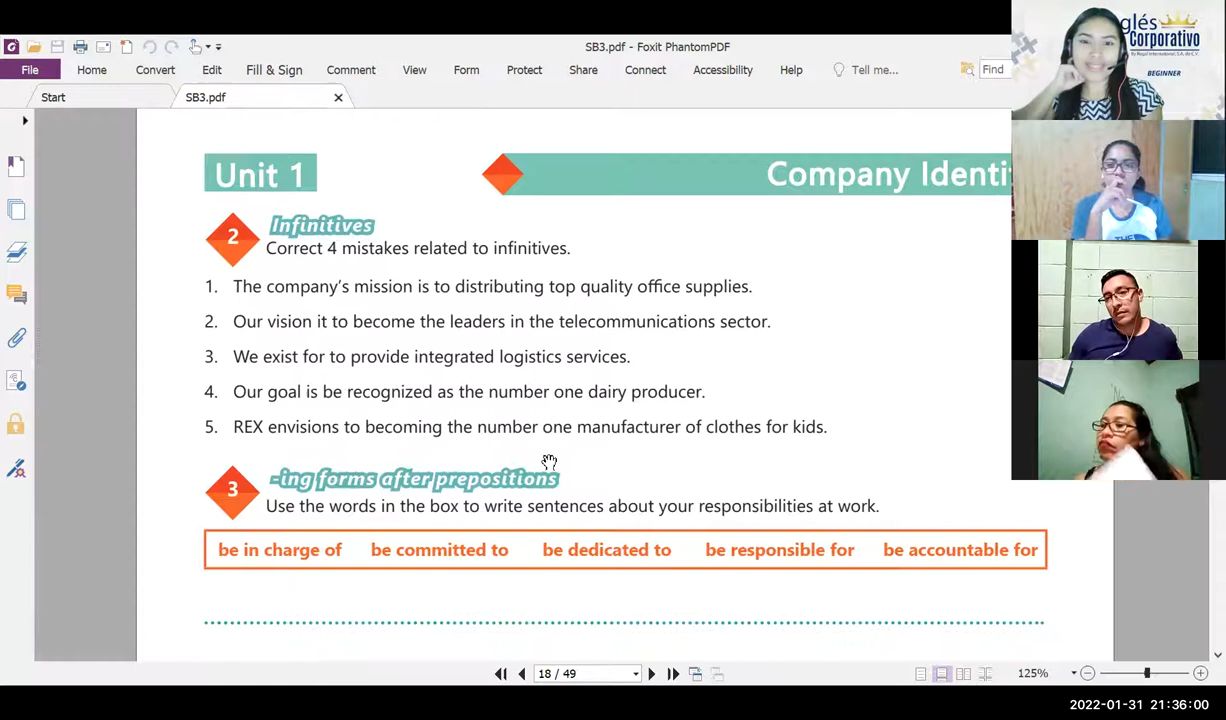 SB3.pdf - Foxit PhantomPDF
File Home Convert Edit Fill & Sign Comment View Form Protect Share Connect Accessibility Help Tell me... Find
Start SB3.pdf
glés
Corporativo
By Regal International, S.A. de C.V.
BEGINNER
Unit 1
Company Identi
2
Infinitives
Correct 4 mistakes related to infinitives.
1. The company's mission is to distributing top quality office supplies.
2. Our vision it to become the leaders in the telecommunications sector.
3. We exist for to provide integrated logistics services.
4. Our goal is be recognized as the number one dairy producer.
5. REX envisions to becoming the number one manufacturer of clothes for kids.
3
-ing forms after prepositions
Use the words in the box to write sentences about your responsibilities at work.
be in charge of be committed to be dedicated to be responsible for be accountable for
18 / 49
125%
2022-01-31 21:36:00